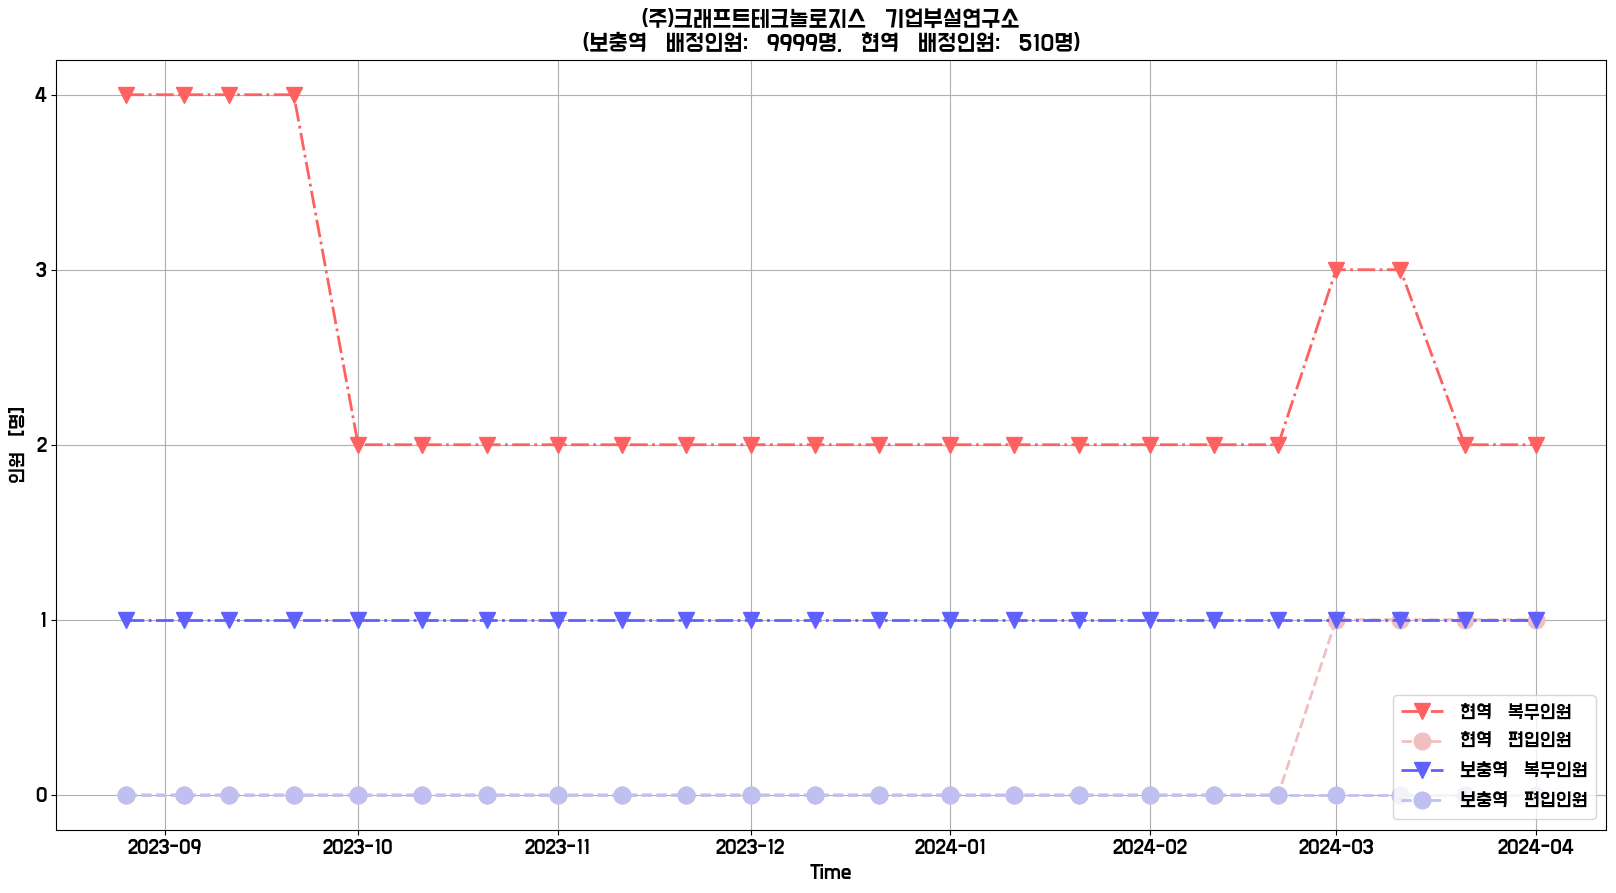 (주)크래프트테크놀로지스 기업부설연구소
(보충역 배정인원: 9999명, 현역 배정인원: 510명)
4
3
2
1
0
인원 [명]
2023-09 2023-10 2023-11 2023-12 2024-01 2024-02 2024-03 2024-04
Time
현역 복무인원
현역 편입인원
보충역 복무인원
보충역 편입인원